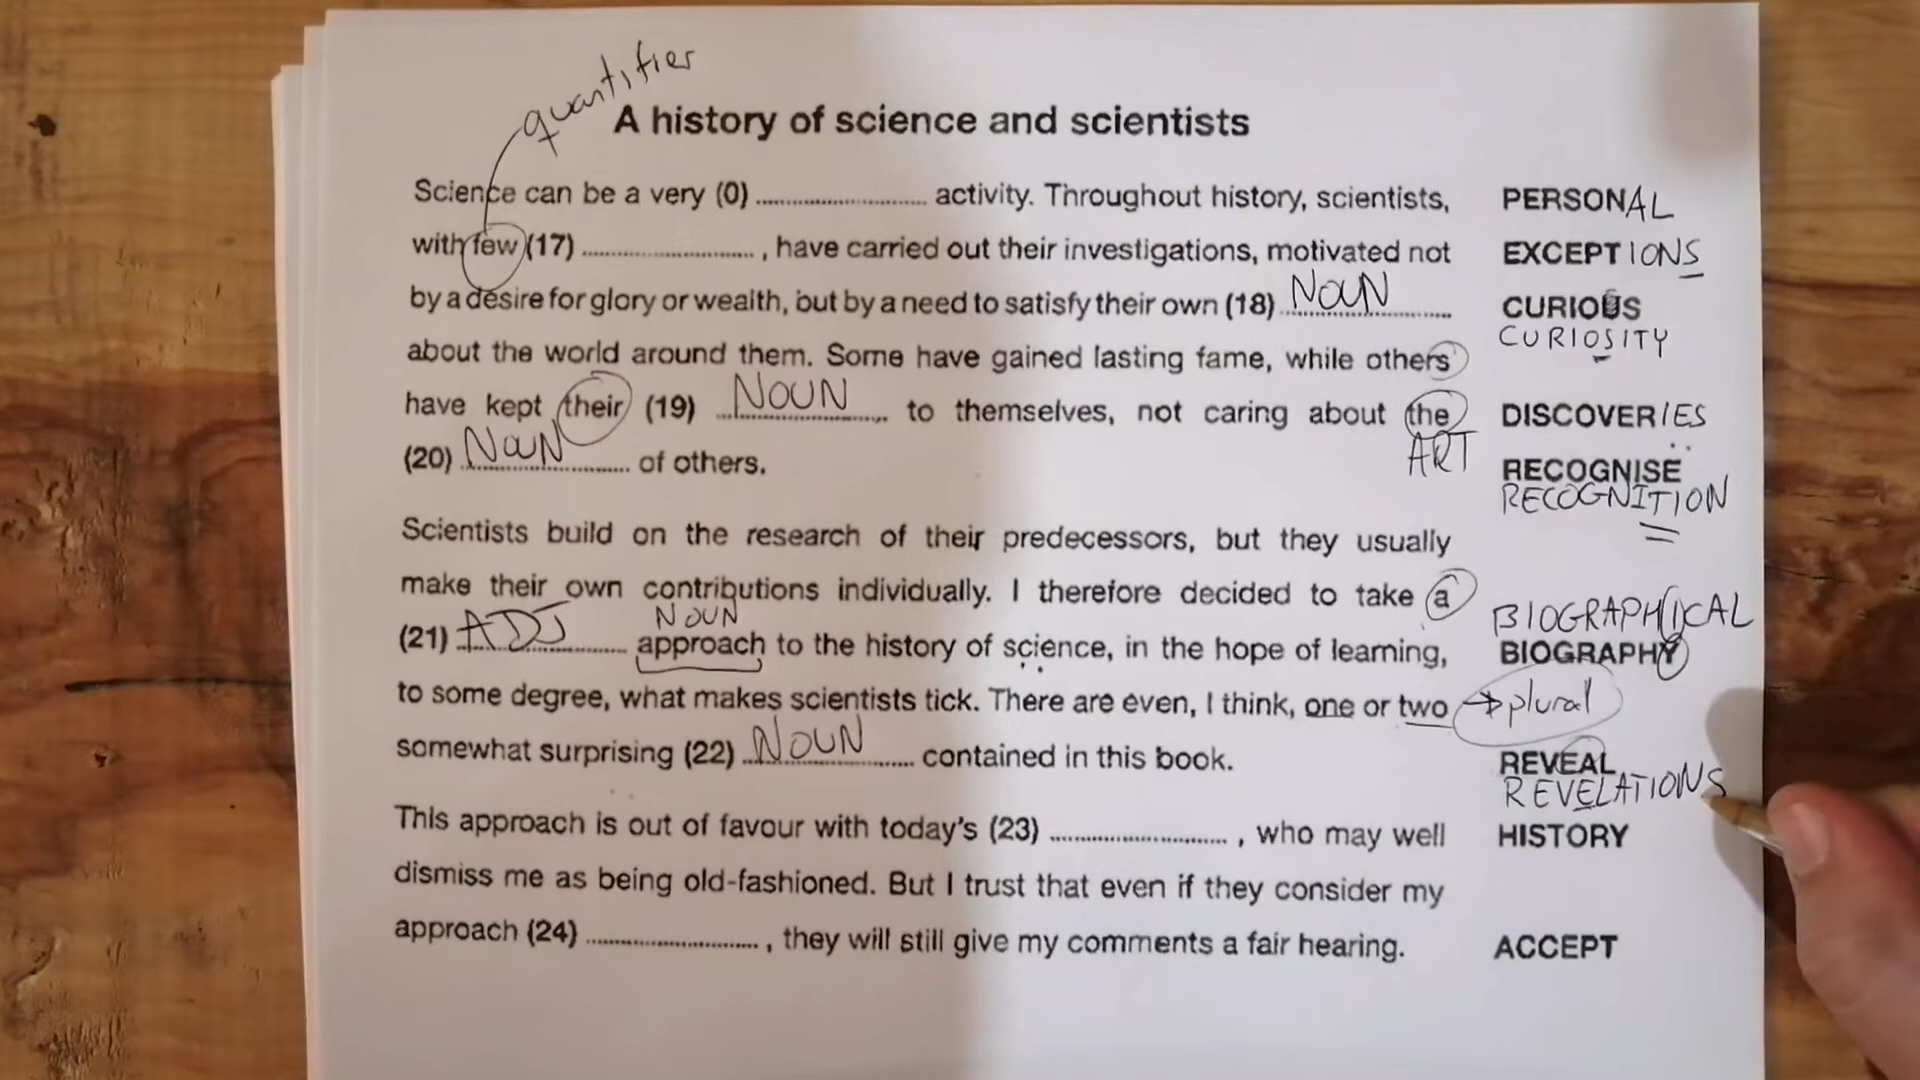 quantifier
A history of science and scientists
Science can be a very (0) ............................ activity. Throughout history, scientists, PERSONAL
with few (17) ............................ , have carried out their investigations, motivated not EXCEPTIONS
by a desire for glory or wealth, but by a need to satisfy their own (18) NOUN CURIOUS
CURIOSITY
about the world around them. Some have gained lasting fame, while others
have kept their (19) NOUN to themselves, not caring about the DISCOVERIES
ART
(20) NOUN of others. RECOGNISE
RECOGNITION
Scientists build on the research of their predecessors, but they usually
make their own contributions individually. I therefore decided to take a
BIOGRAPHICAL
NOUN
(21) ADJ approach to the history of science, in the hope of learning, BIOGRAPHY
to some degree, what makes scientists tick. There are even, I think, one or two → plural
somewhat surprising (22) NOUN contained in this book. REVEAL
REVELATIONS
This approach is out of favour with today's (23) ............................ , who may well HISTORY
dismiss me as being old-fashioned. But I trust that even if they consider my
approach (24) ............................ , they will still give my comments a fair hearing. ACCEPT